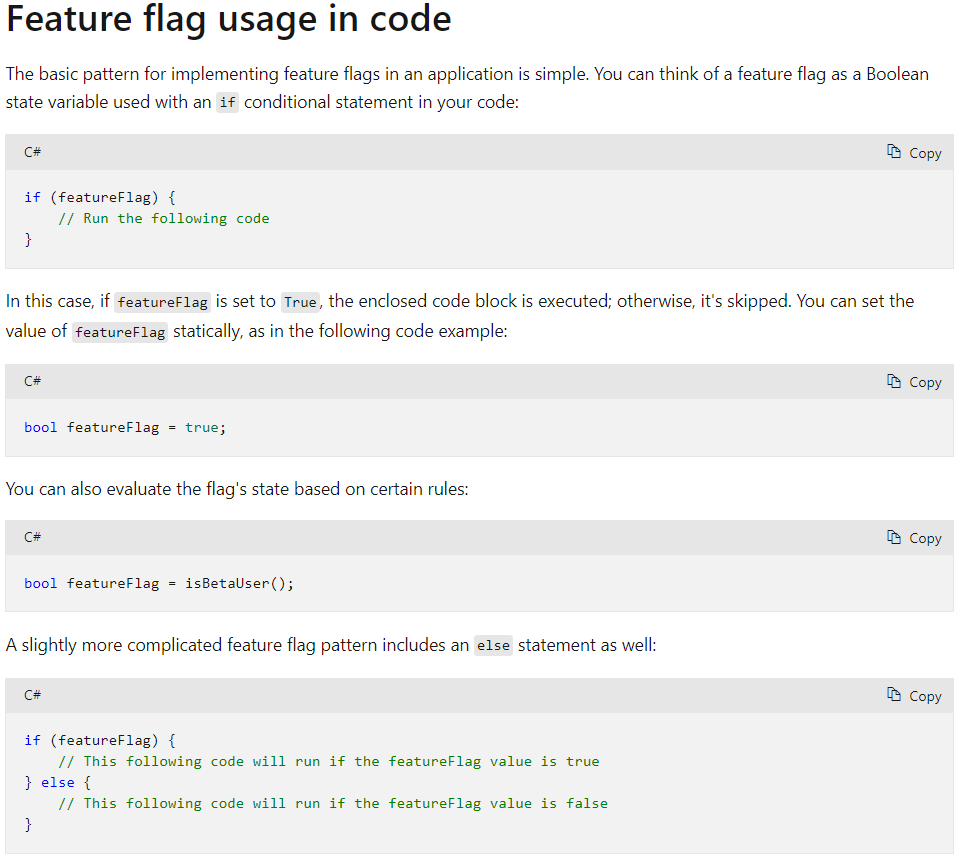 Feature flag usage in code
The basic pattern for implementing feature flags in an application is simple. You can think of a feature flag as a Boolean
state variable used with an if conditional statement in your code:
C# Copy
if (featureFlag) {
    // Run the following code
}
In this case, if featureFlag is set to True, the enclosed code block is executed; otherwise, it's skipped. You can set the
value of featureFlag statically, as in the following code example:
C# Copy
bool featureFlag = true;
You can also evaluate the flag's state based on certain rules:
C# Copy
bool featureFlag = isBetaUser();
A slightly more complicated feature flag pattern includes an else statement as well:
C# Copy
if (featureFlag) {
    // This following code will run if the featureFlag value is true
} else {
    // This following code will run if the featureFlag value is false
}